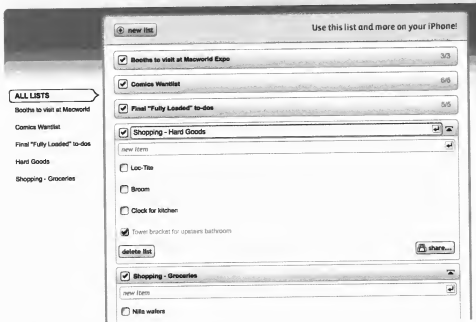 new list
Use this list and more on your iPhone!
Booths to visit at Macworld Expo 3/3
Comics Wantlist 6/6
Final "Fully Loaded" to-dos 5/5
ALL LISTS
Booths to visit at Macworld
Comics Wantlist
Final "Fully Loaded" to-dos
Hard Goods
Shopping - Groceries
Shopping - Hard Goods
new item
Loc-Tite
Broom
Clock for kitchen
Tower bracket for upstairs bathroom
delete list
share...
Shopping - Groceries
new item
Nilla wafers